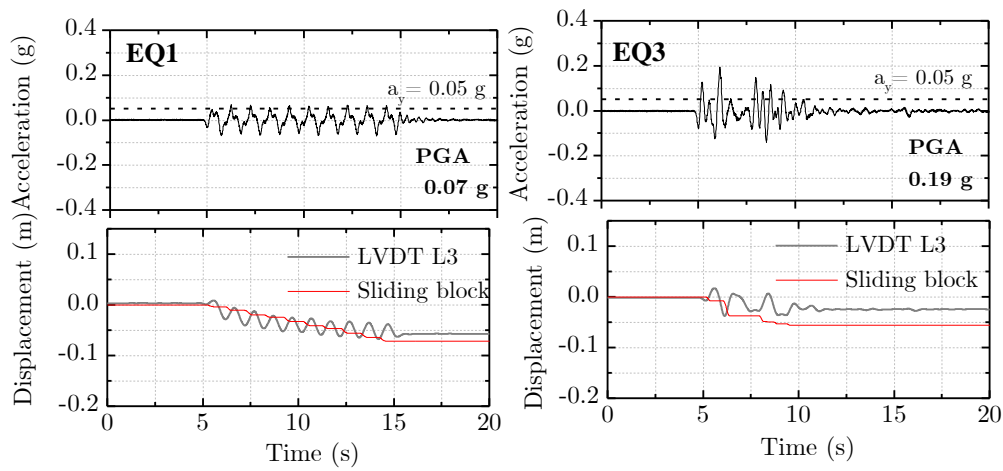 Acceleration (g)
0.4
0.2
0.0
-0.2
-0.4
EQ1
a_y= 0.05 g
PGA
0.07 g
Displacement (m)
0.1
0.0
-0.1
-0.2
LVDT L3
Sliding block
0 5 10 15 20
Time (s)
Acceleration (g)
0.4
0.2
0.0
-0.2
-0.4
EQ3
a_y= 0.05 g
PGA
0.19 g
Displacement (m)
0.1
0.0
-0.1
-0.2
LVDT L3
Sliding block
0 5 10 15 20
Time (s)